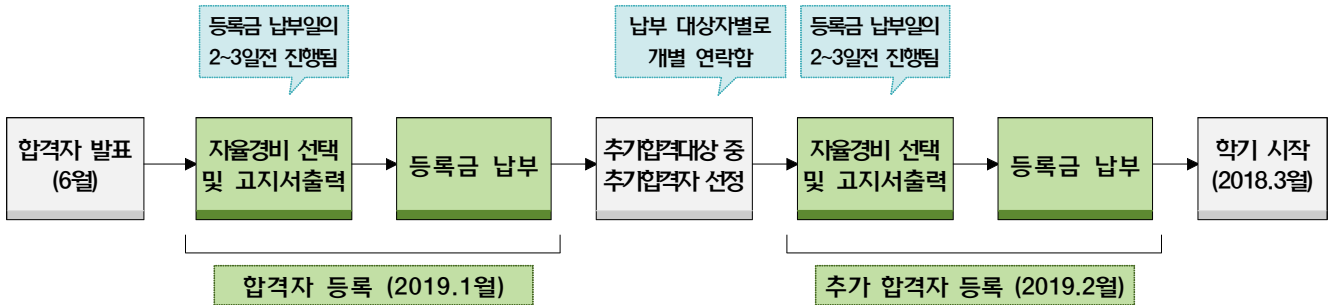 등록금 납부일의
2~3일전 진행됨
납부 대상자별로
개별 연락함
등록금 납부일의
2~3일전 진행됨
합격자 발표
(6월)
자율경비 선택
및 고지서출력
등록금 납부
추가합격대상 중
추가합격자 선정
자율경비 선택
및 고지서출력
등록금 납부
학기 시작
(2018.3월)
합격자 등록 (2019.1월)
추가 합격자 등록 (2019.2월)